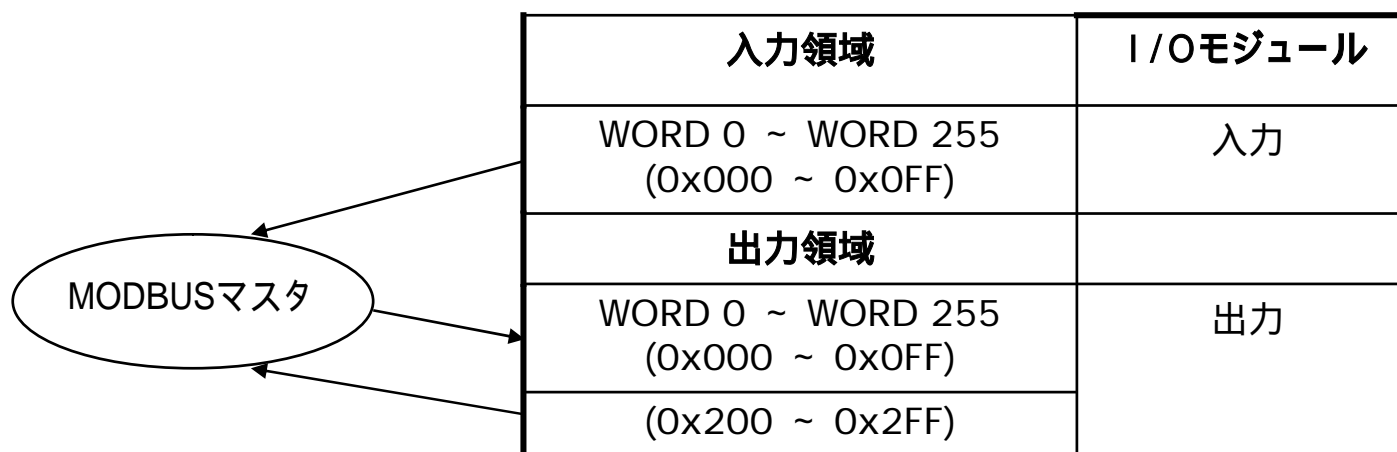 入力領域 I/Oモジュール
WORD 0 ~ WORD 255 入力
(0x000 ~ 0x0FF)
出力領域
MODBUSマスタ
WORD 0 ~ WORD 255 出力
(0x000 ~ 0x0FF)
(0x200 ~ 0x2FF)